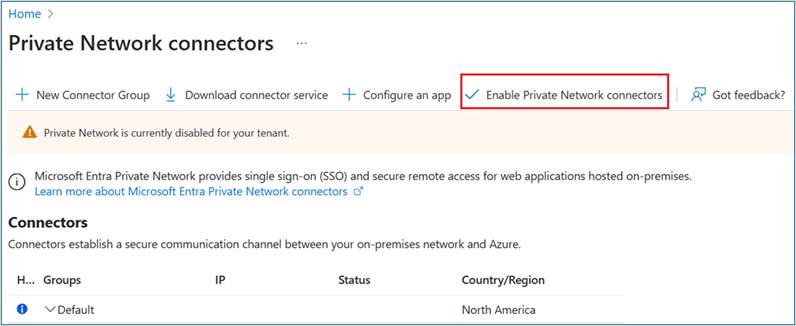 Home
Private Network connectors ...
New Connector Group Download connector service Configure an app Enable Private Network connectors Got feedback?
Private Network is currently disabled for your tenant.
Microsoft Entra Private Network provides single sign-on (SSO) and secure remote access for web applications hosted on-premises.
Learn more about Microsoft Entra Private Network connectors
Connectors
Connectors establish a secure communication channel between your on-premises network and Azure.
H... Groups IP Status Country/Region
Default North America